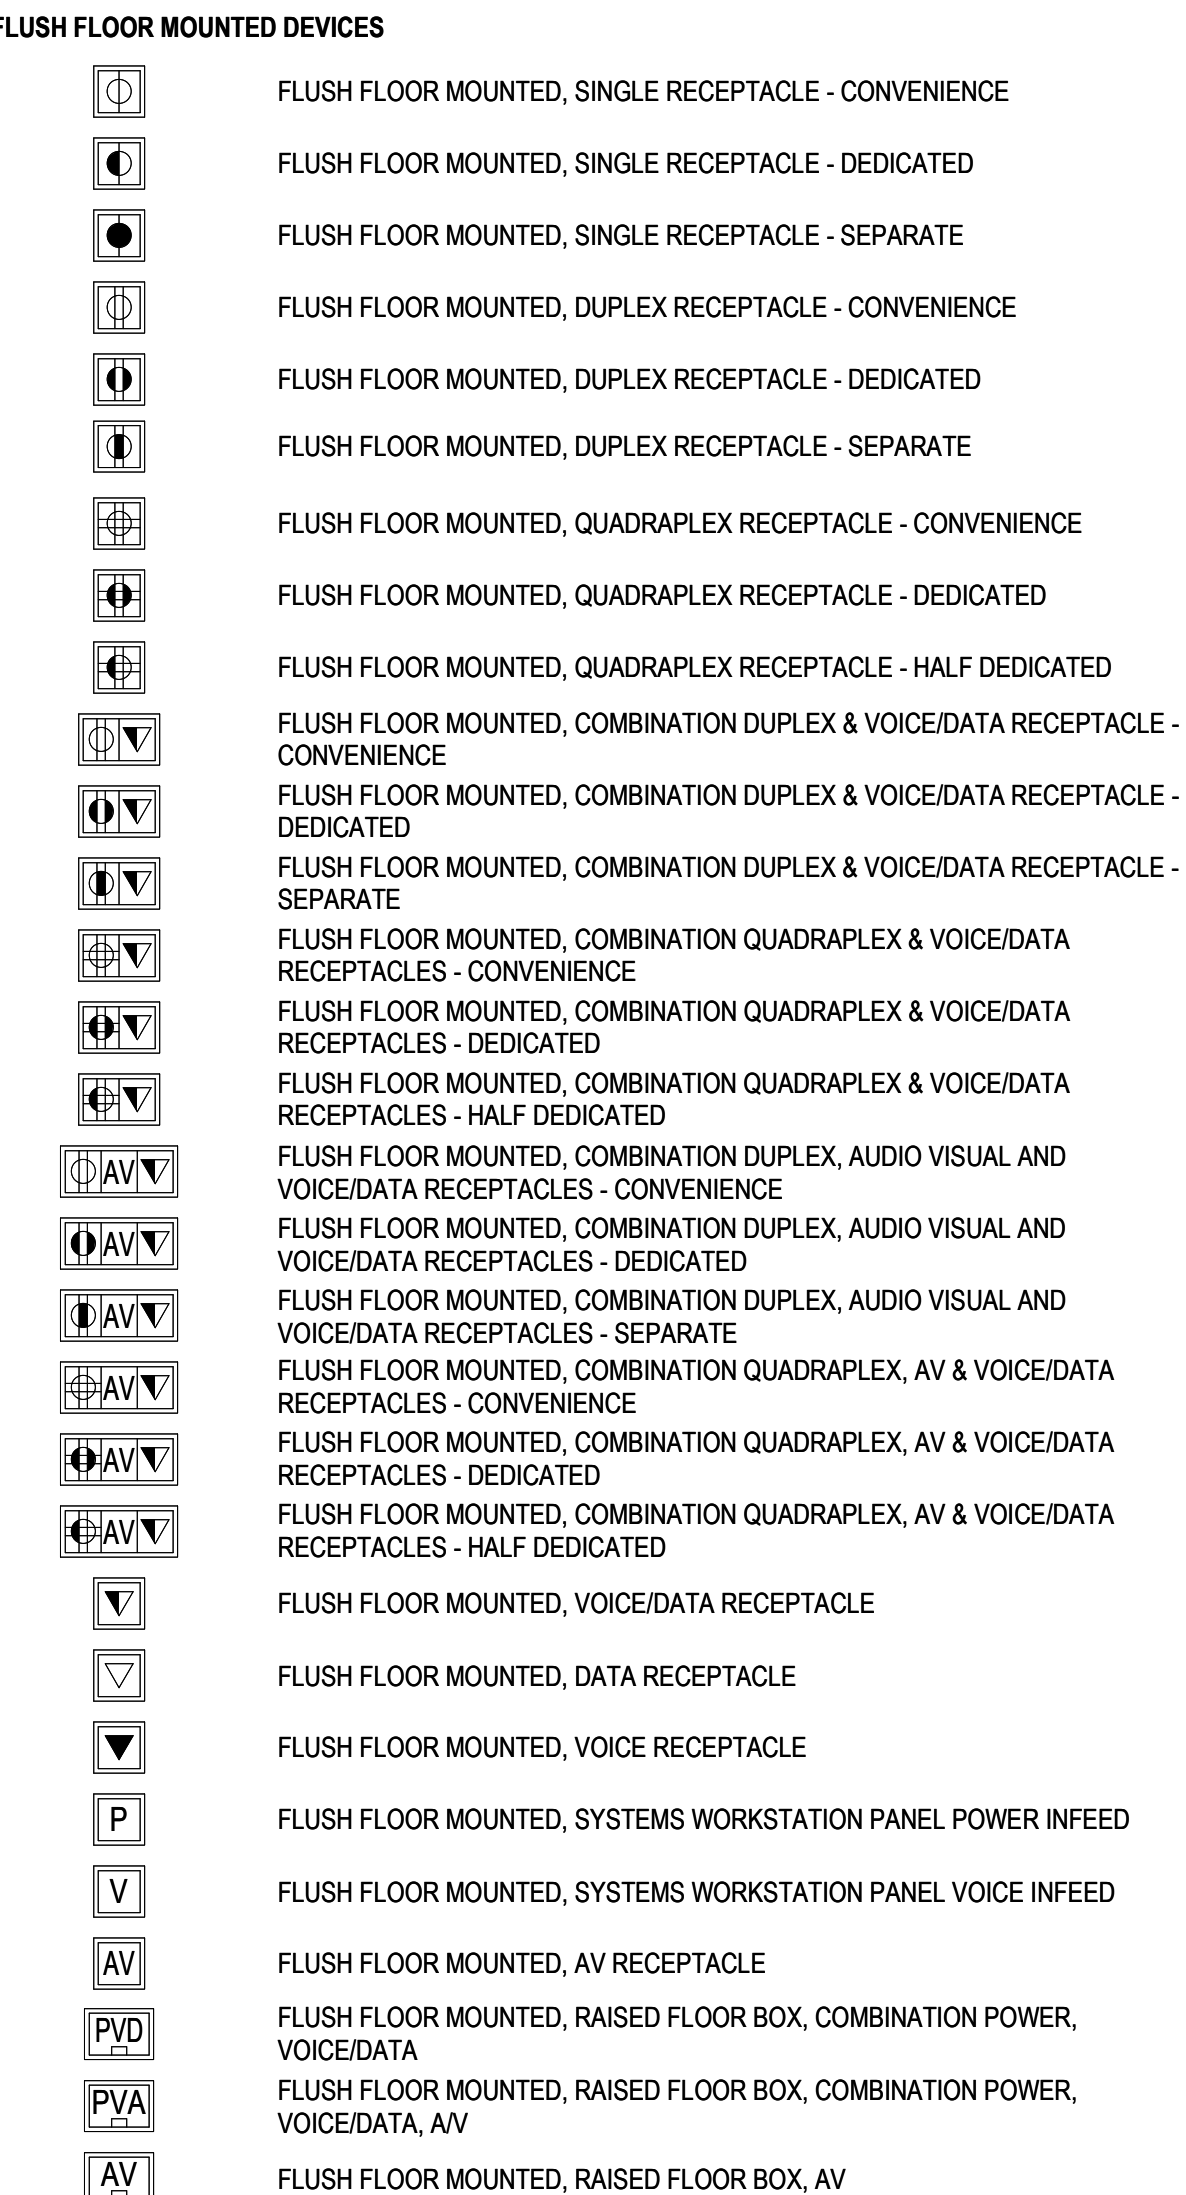 FLUSH FLOOR MOUNTED DEVICES
FLUSH FLOOR MOUNTED, SINGLE RECEPTACLE - CONVENIENCE
FLUSH FLOOR MOUNTED, SINGLE RECEPTACLE - DEDICATED
FLUSH FLOOR MOUNTED, SINGLE RECEPTACLE - SEPARATE
FLUSH FLOOR MOUNTED, DUPLEX RECEPTACLE - CONVENIENCE
FLUSH FLOOR MOUNTED, DUPLEX RECEPTACLE - DEDICATED
FLUSH FLOOR MOUNTED, DUPLEX RECEPTACLE - SEPARATE
FLUSH FLOOR MOUNTED, QUADRAPLEX RECEPTACLE - CONVENIENCE
FLUSH FLOOR MOUNTED, QUADRAPLEX RECEPTACLE - DEDICATED
FLUSH FLOOR MOUNTED, QUADRAPLEX RECEPTACLE - HALF DEDICATED
FLUSH FLOOR MOUNTED, COMBINATION DUPLEX & VOICE/DATA RECEPTACLE -
CONVENIENCE
FLUSH FLOOR MOUNTED, COMBINATION DUPLEX & VOICE/DATA RECEPTACLE -
DEDICATED
FLUSH FLOOR MOUNTED, COMBINATION DUPLEX & VOICE/DATA RECEPTACLE -
SEPARATE
FLUSH FLOOR MOUNTED, COMBINATION QUADRAPLEX & VOICE/DATA
RECEPTACLES - CONVENIENCE
FLUSH FLOOR MOUNTED, COMBINATION QUADRAPLEX & VOICE/DATA
RECEPTACLES - DEDICATED
FLUSH FLOOR MOUNTED, COMBINATION QUADRAPLEX & VOICE/DATA
RECEPTACLES - HALF DEDICATED
AV FLUSH FLOOR MOUNTED, COMBINATION DUPLEX, AUDIO VISUAL AND
VOICE/DATA RECEPTACLES - CONVENIENCE
AV FLUSH FLOOR MOUNTED, COMBINATION DUPLEX, AUDIO VISUAL AND
VOICE/DATA RECEPTACLES - DEDICATED
AV FLUSH FLOOR MOUNTED, COMBINATION DUPLEX, AUDIO VISUAL AND
VOICE/DATA RECEPTACLES - SEPARATE
AV FLUSH FLOOR MOUNTED, COMBINATION QUADRAPLEX, AV & VOICE/DATA
RECEPTACLES - CONVENIENCE
AV FLUSH FLOOR MOUNTED, COMBINATION QUADRAPLEX, AV & VOICE/DATA
RECEPTACLES - DEDICATED
AV FLUSH FLOOR MOUNTED, COMBINATION QUADRAPLEX, AV & VOICE/DATA
RECEPTACLES - HALF DEDICATED
FLUSH FLOOR MOUNTED, VOICE/DATA RECEPTACLE
FLUSH FLOOR MOUNTED, DATA RECEPTACLE
FLUSH FLOOR MOUNTED, VOICE RECEPTACLE
P FLUSH FLOOR MOUNTED, SYSTEMS WORKSTATION PANEL POWER INFEED
V FLUSH FLOOR MOUNTED, SYSTEMS WORKSTATION PANEL VOICE INFEED
AV FLUSH FLOOR MOUNTED, AV RECEPTACLE
PVD FLUSH FLOOR MOUNTED, RAISED FLOOR BOX, COMBINATION POWER,
VOICE/DATA
PVA FLUSH FLOOR MOUNTED, RAISED FLOOR BOX, COMBINATION POWER,
VOICE/DATA, A/V
AV FLUSH FLOOR MOUNTED, RAISED FLOOR BOX, AV